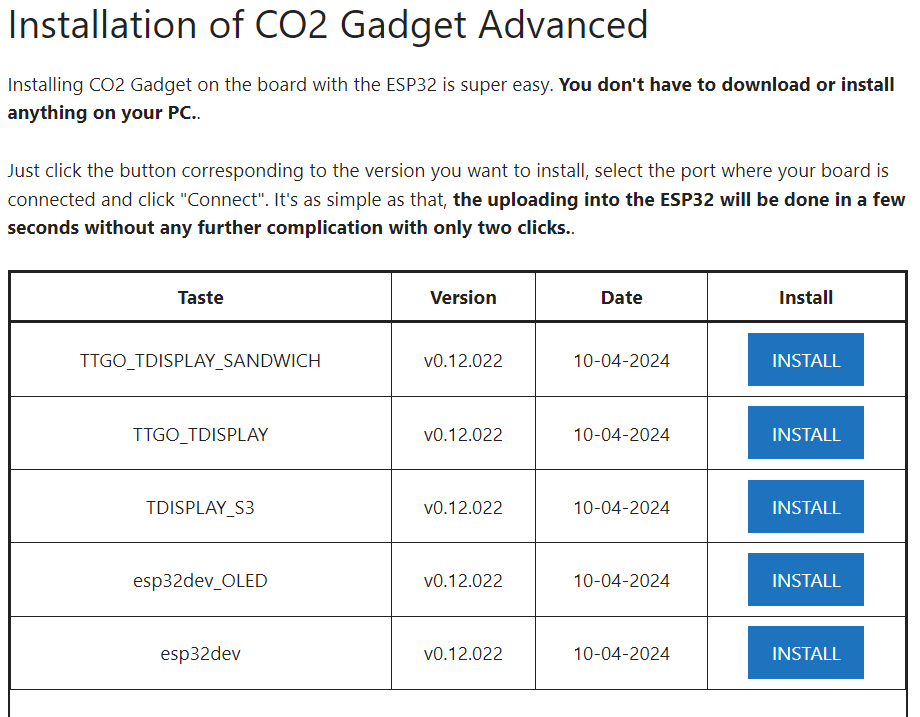 Installation of CO2 Gadget Advanced
Installing CO2 Gadget on the board with the ESP32 is super easy. You don't have to download or install
anything on your PC..
Just click the button corresponding to the version you want to install, select the port where your board is
connected and click "Connect". It's as simple as that, the uploading into the ESP32 will be done in a few
seconds without any further complication with only two clicks..
Taste Version Date Install
TTGO_TDISPLAY_SANDWICH v0.12.022 10-04-2024 INSTALL
TTGO_TDISPLAY v0.12.022 10-04-2024 INSTALL
TDISPLAY_S3 v0.12.022 10-04-2024 INSTALL
esp32dev_OLED v0.12.022 10-04-2024 INSTALL
esp32dev v0.12.022 10-04-2024 INSTALL